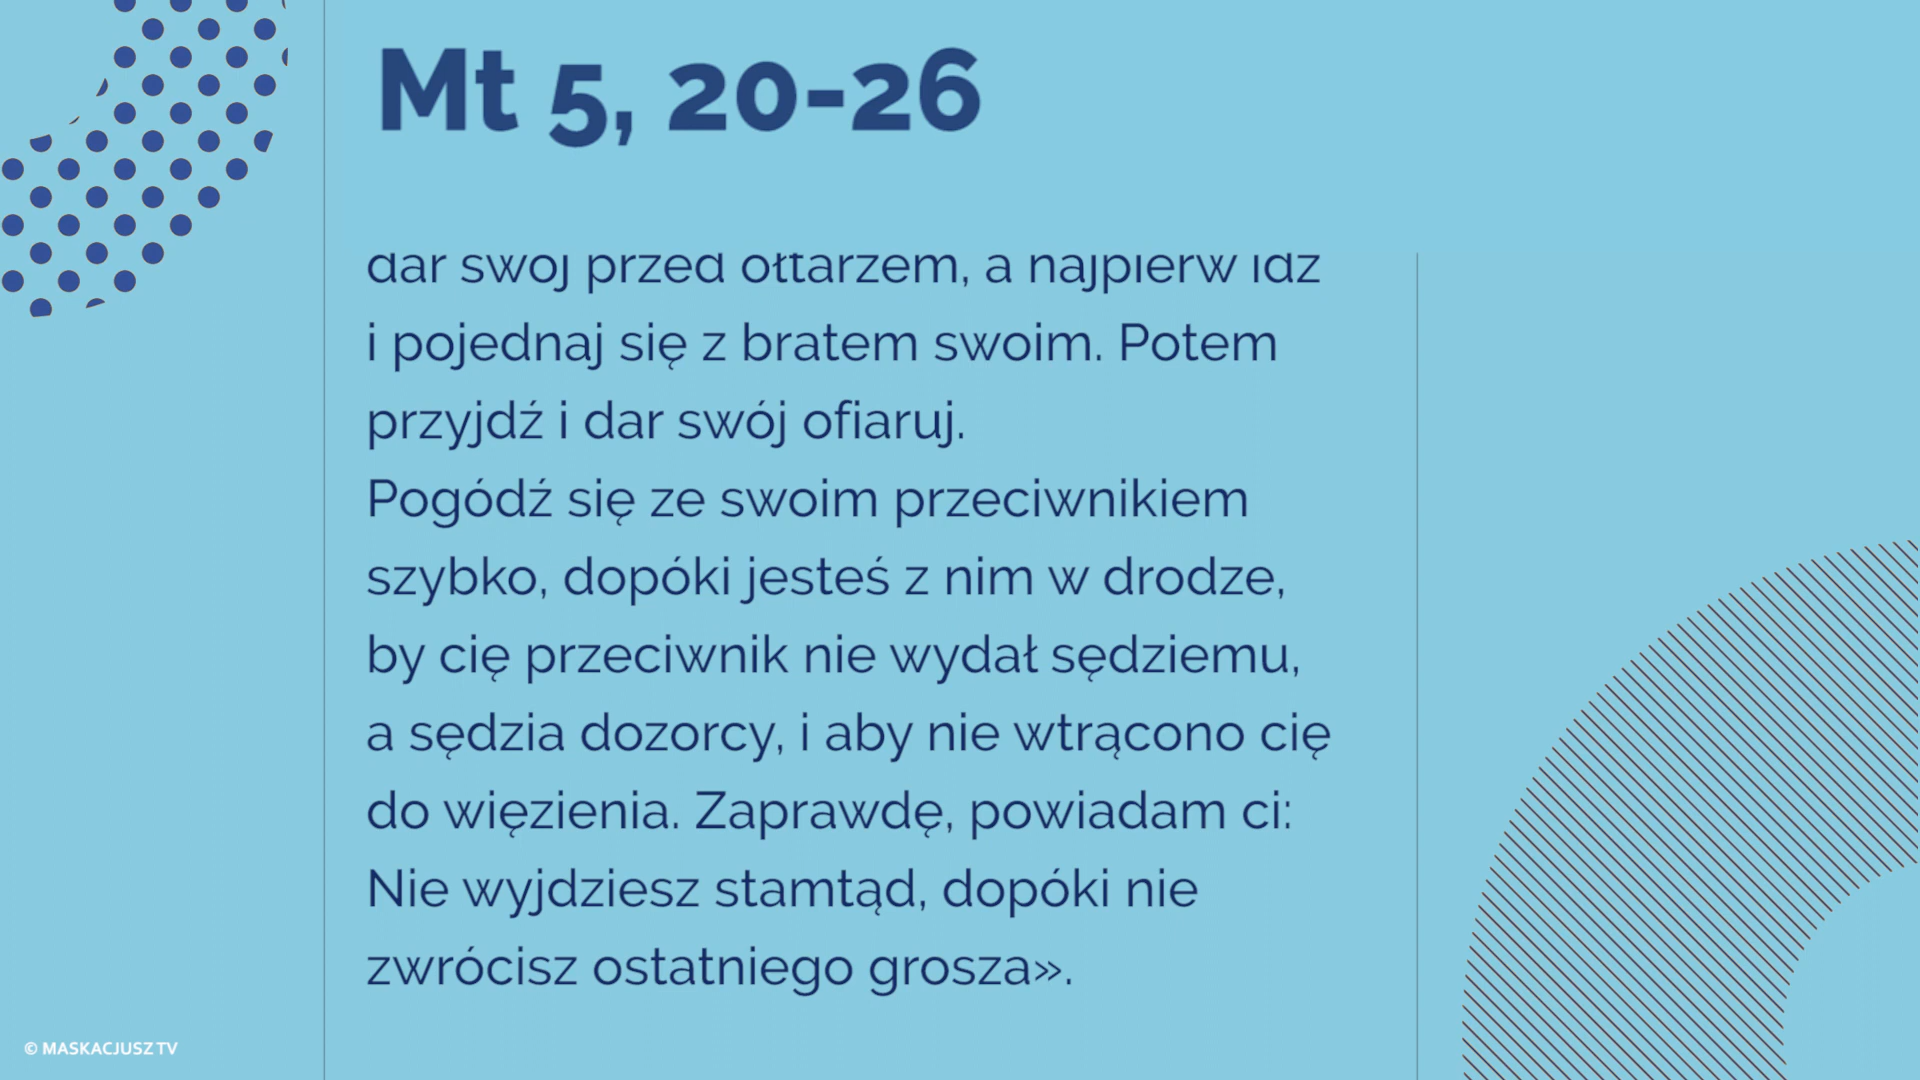 Mt 5, 20-26
dar swój przed ołtarzem, a najpierw idź
i pojednaj się z bratem swoim. Potem
przyjdź i dar swój ofiaruj.
Pogódź się ze swoim przeciwnikiem
szybko, dopóki jesteś z nim w drodze,
by cię przeciwnik nie wydał sędziemu,
a sędzia dozorcy, i aby nie wtrącono cię
do więzienia. Zaprawdę, powiadam ci:
Nie wyjdziesz stamtąd, dopóki nie
zwrócisz ostatniego grosza».
© MASKACJUSZ TV